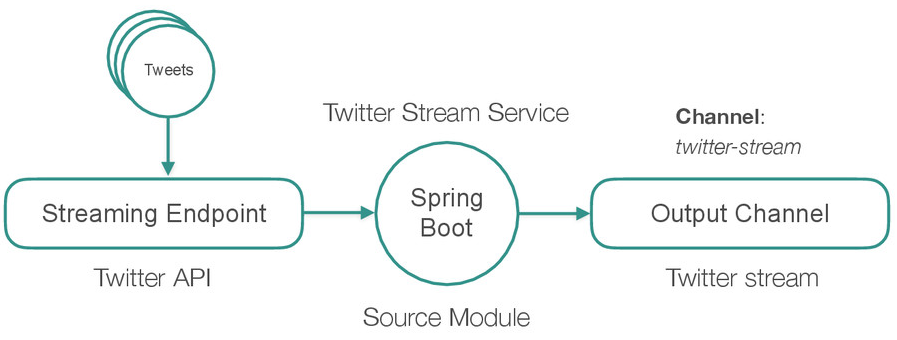 Tweets
Twitter Stream Service
Channel:
twitter-stream
Streaming Endpoint
Spring
Boot
Output Channel
Twitter API
Twitter stream
Source Module